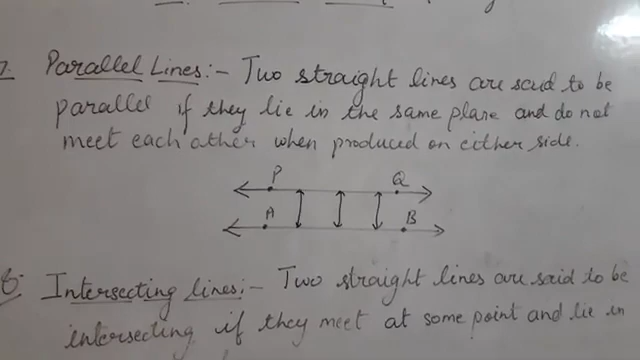 7. Parallel Lines:- Two straight lines are said to be
parallel if they lie in the same plane and do not
meet each other when produced on either side.
P Q
A B
8. Intersecting lines:- Two straight lines are said to be
intersecting if they meet at some point and lie in